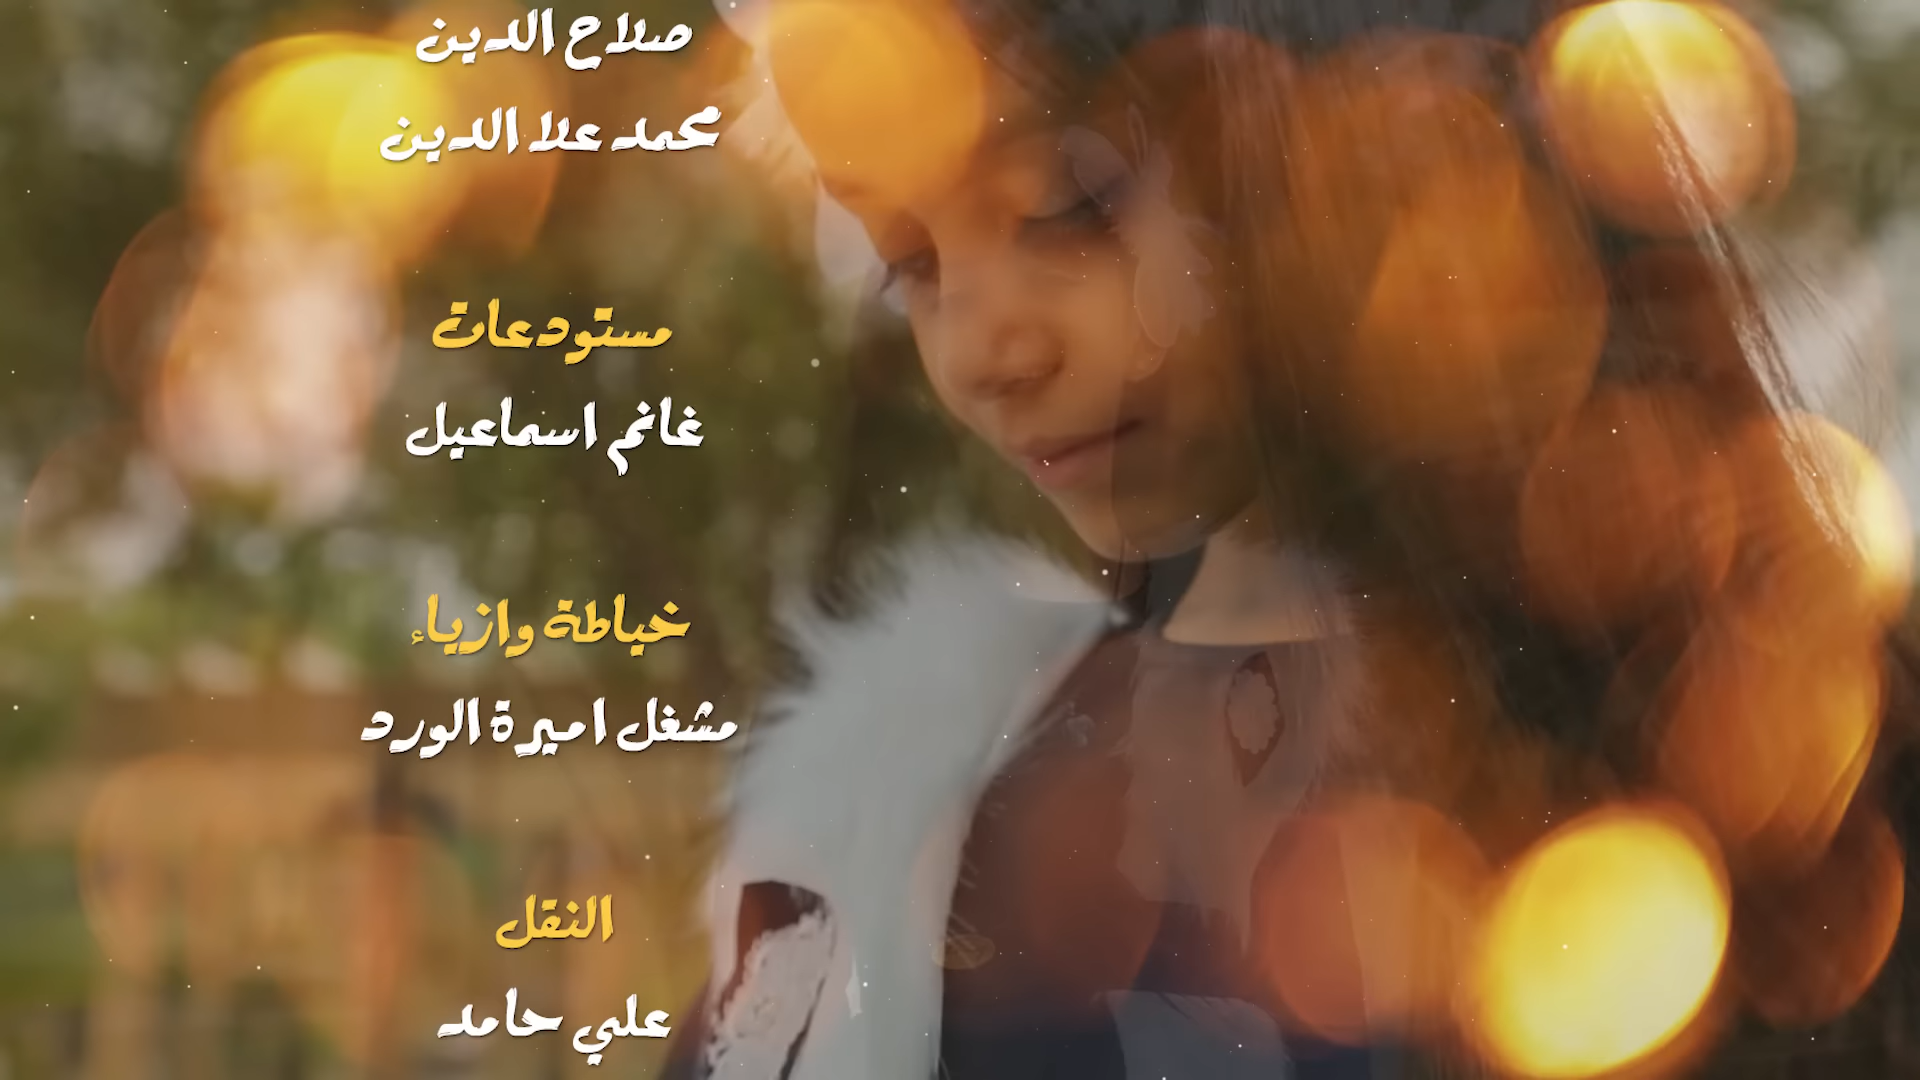 صلاح الدين
محمد علا الدين
مستودعات
غانم اسماعيل
خياطة وازياء
مشغل اميرة الورد
النقل
علي حامد